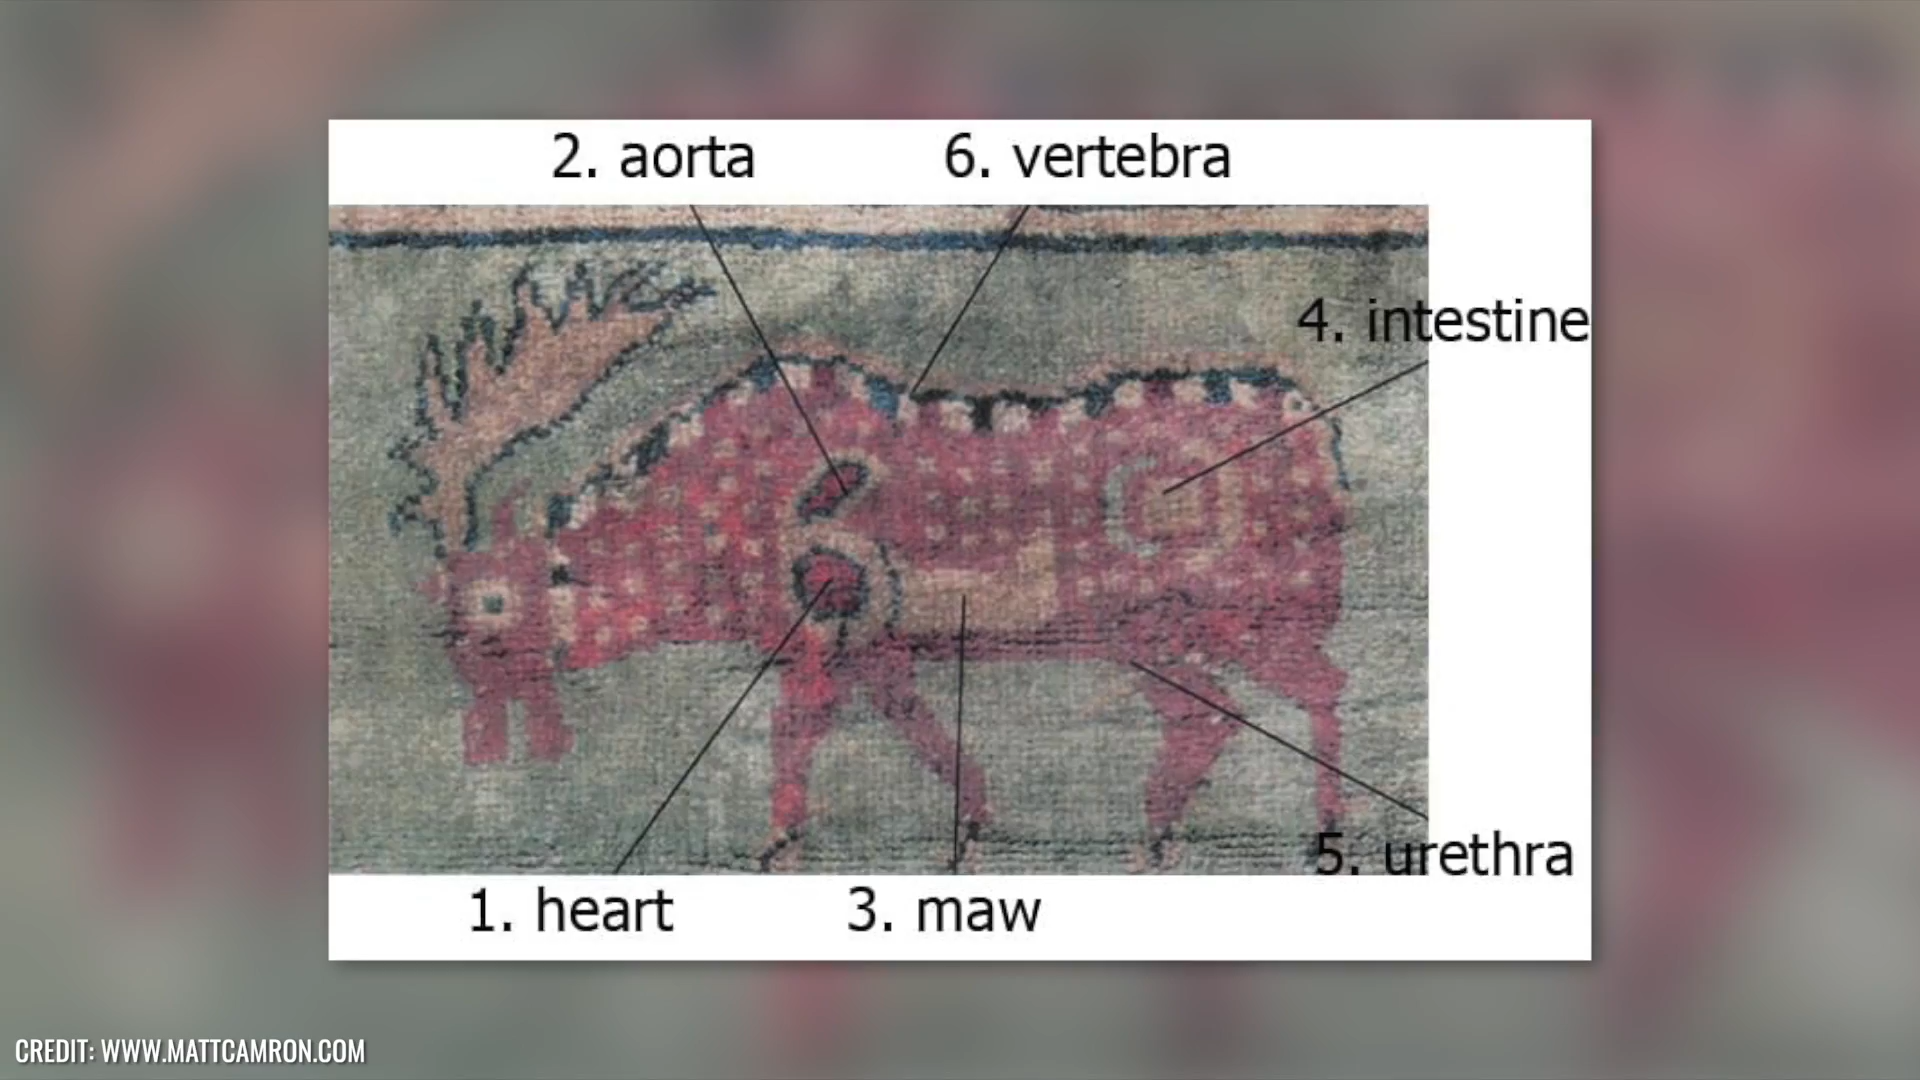 2. aorta
6. vertebra
4. intestine
5. urethra
1. heart
3. maw
CREDIT: WWW.MATTCAMRON.COM